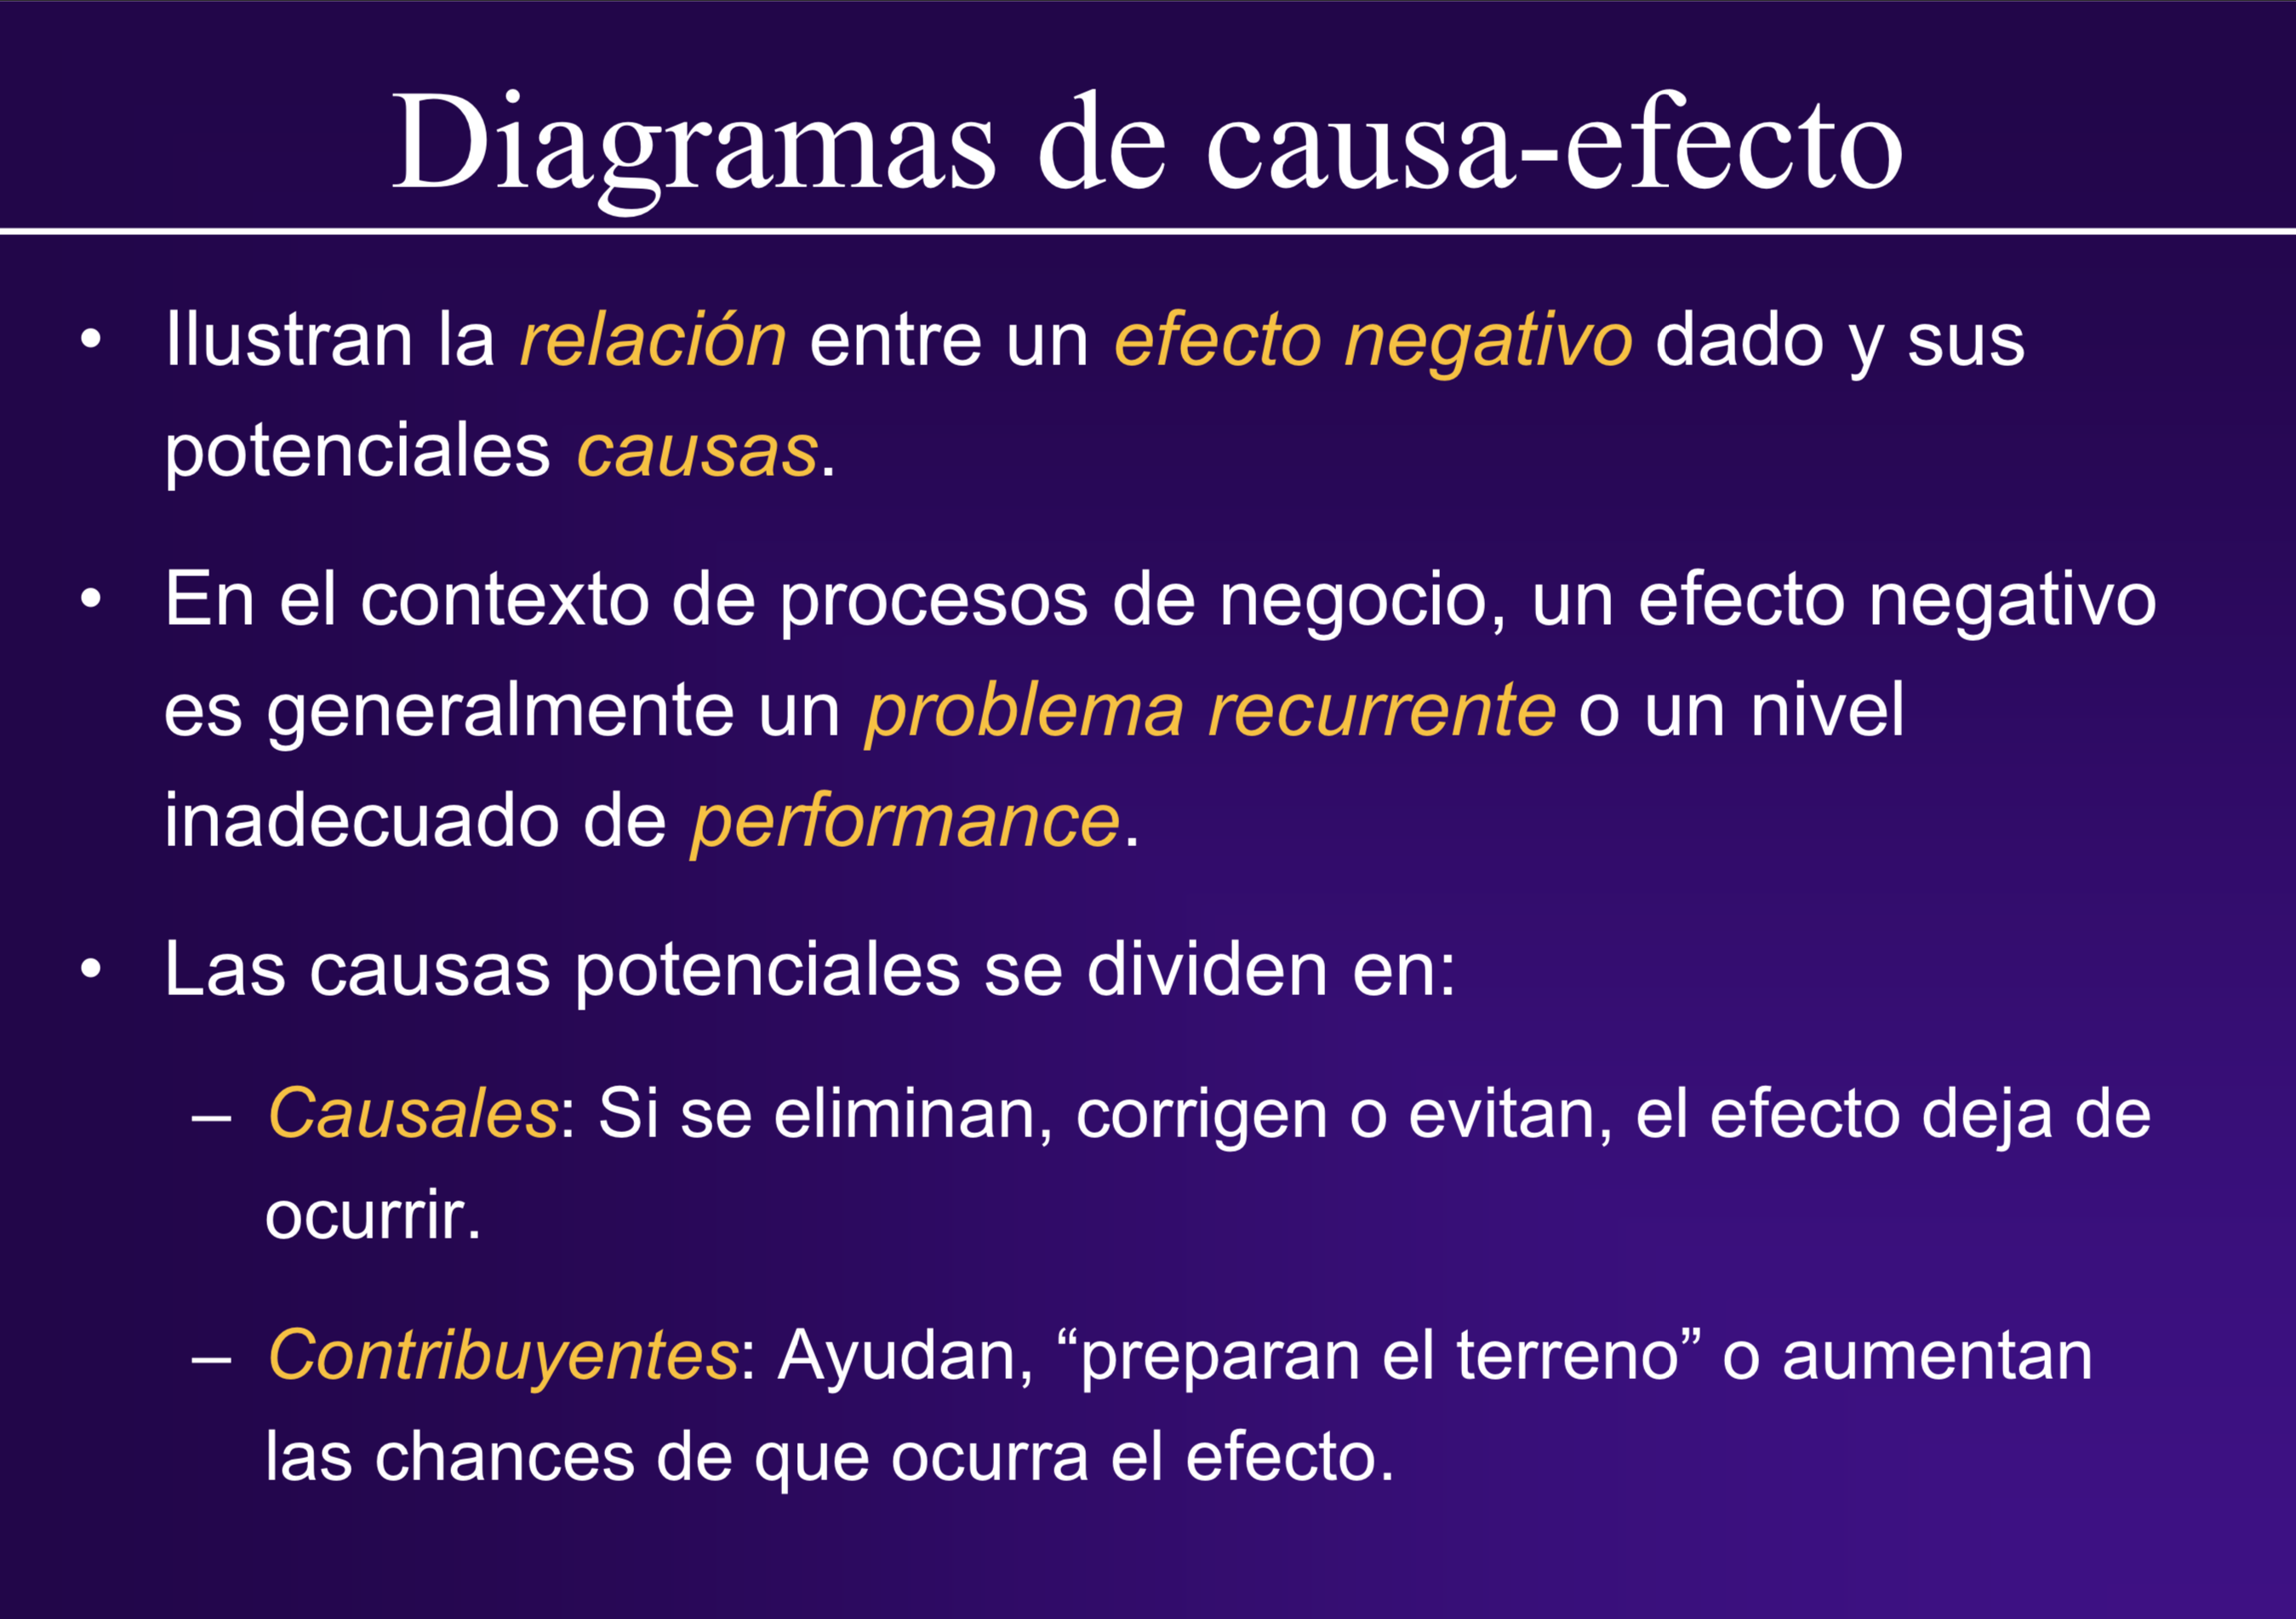 Diagramas de causa-efecto
• Ilustran la relación entre un efecto negativo dado y sus
potenciales causas.
• En el contexto de procesos de negocio, un efecto negativo
es generalmente un problema recurrente o un nivel
inadecuado de performance.
• Las causas potenciales se dividen en:
– Causales: Si se eliminan, corrigen o evitan, el efecto deja de
ocurrir.
– Contribuyentes: Ayudan, “preparan el terreno” o aumentan
las chances de que ocurra el efecto.